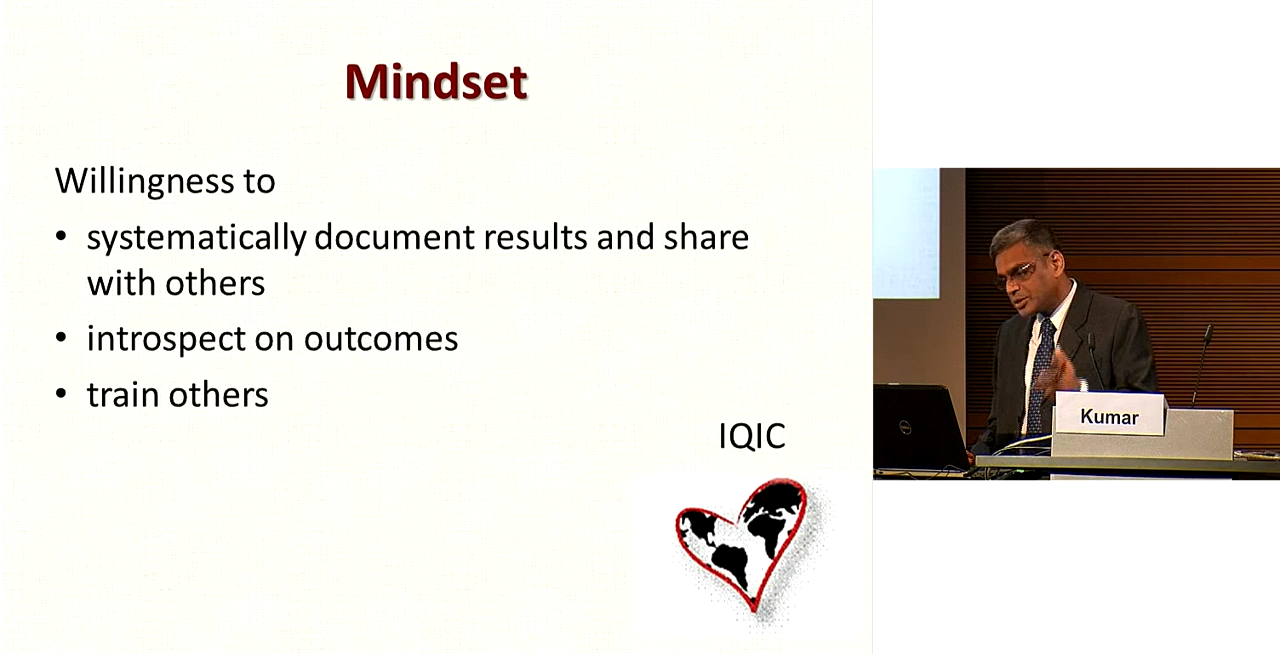 Mindset
Willingness to
• systematically document results and share
with others
• introspect on outcomes
• train others
IQIC
Kumar